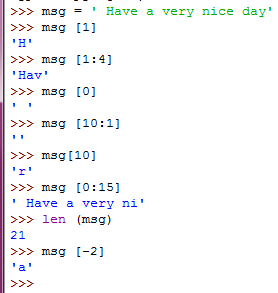 >>> msg = ' Have a very nice day'
>>> msg [1]
'H'
>>> msg [1:4]
'Hav'
>>> msg [0]
' '
>>> msg [10:1]
''
>>> msg[10]
'r'
>>> msg [0:15]
' Have a very ni'
>>> len (msg)
21
>>> msg [-2]
'a'
>>>